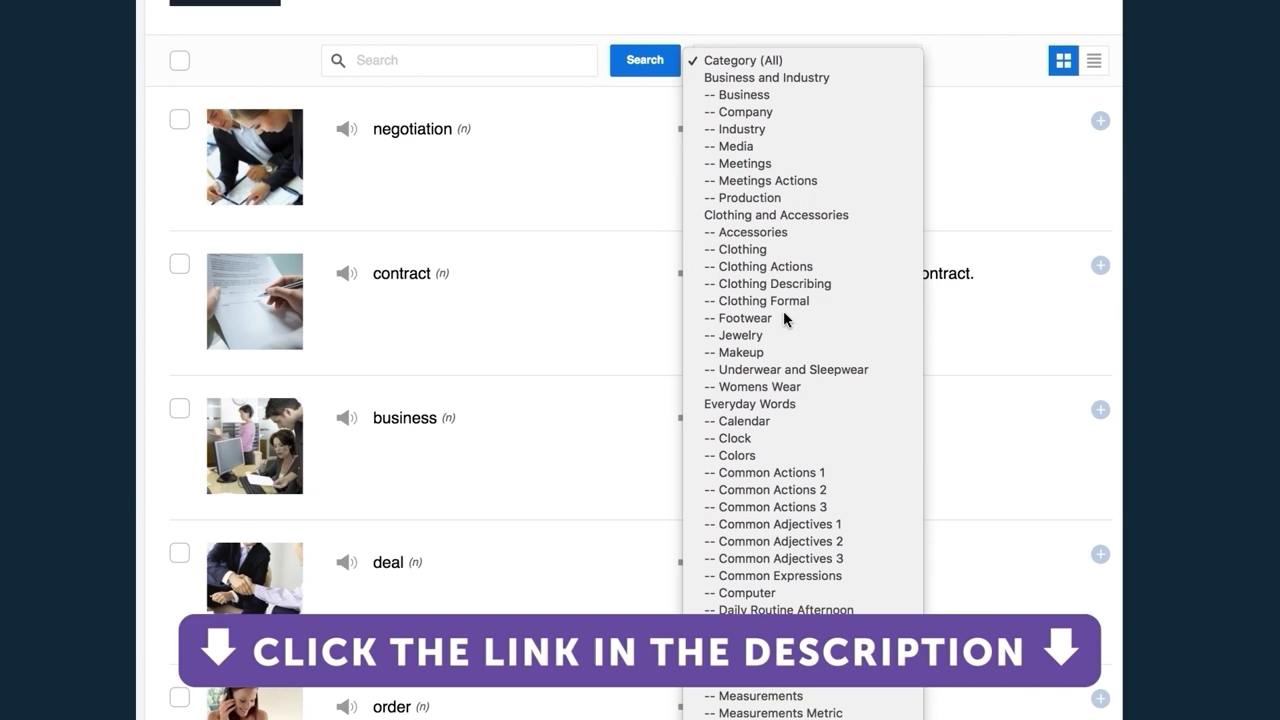 Search
Search
✓ Category (All)
Business and Industry
-- Business
-- Company
-- Industry
-- Media
-- Meetings
-- Meetings Actions
-- Production
Clothing and Accessories
-- Accessories
-- Clothing
-- Clothing Actions
-- Clothing Describing
-- Clothing Formal
-- Footwear
-- Jewelry
-- Makeup
-- Underwear and Sleepwear
-- Womens Wear
Everyday Words
-- Calendar
-- Clock
-- Colors
-- Common Actions 1
-- Common Actions 2
-- Common Actions 3
-- Common Adjectives 1
-- Common Adjectives 2
-- Common Adjectives 3
-- Common Expressions
-- Computer
-- Daily Routine Afternoon
-- Measurements
-- Measurements Metric
negotiation (n)
contract (n)
ontract.
business (n)
deal (n)
order (n)
CLICK THE LINK IN THE DESCRIPTION